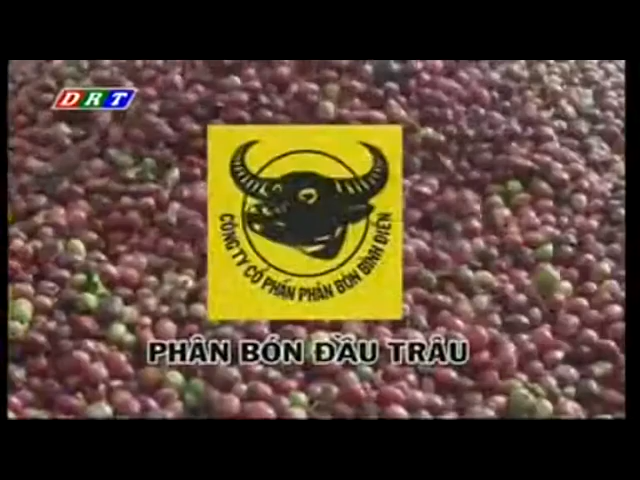 DRT
CÔNG TY CỔ PHẦN PHÂN BÓN BÌNH ĐIỀN
PHÂN BÓN ĐẦU TRÂU